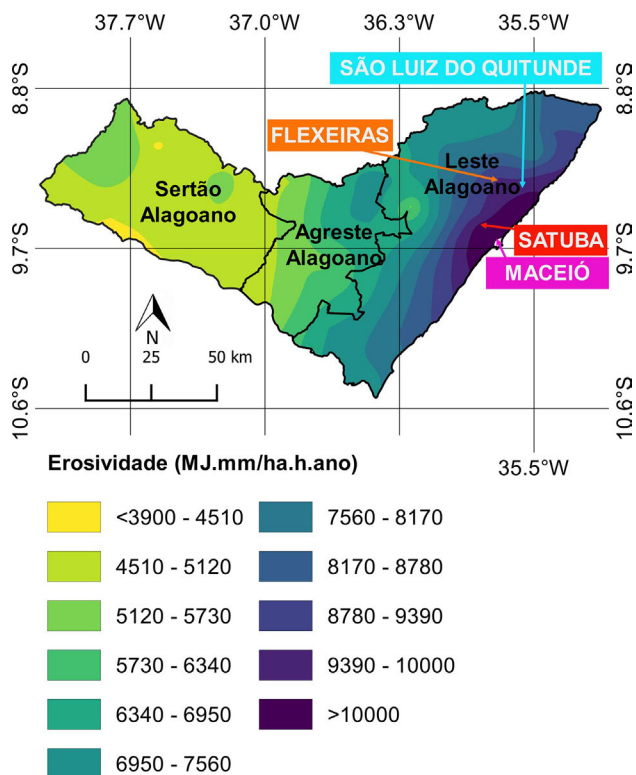 37.7°W 37.0°W 36.3°W 35.5°W
8.8°S
8.8°S
SÃO LUIZ DO QUITUNDE
FLEXEIRAS
Leste
Alagoano
Sertão
Alagoano
Agreste
Alagoano
SATUBA
MACEIÓ
9.7°S
9.7°S
N
0 25 50 km
10.6°S
10.6°S
35.5°W
Erosividade (MJ.mm/ha.h.ano)
<3900 - 4510
4510 - 5120
5120 - 5730
5730 - 6340
6340 - 6950
6950 - 7560
7560 - 8170
8170 - 8780
8780 - 9390
9390 - 10000
>10000